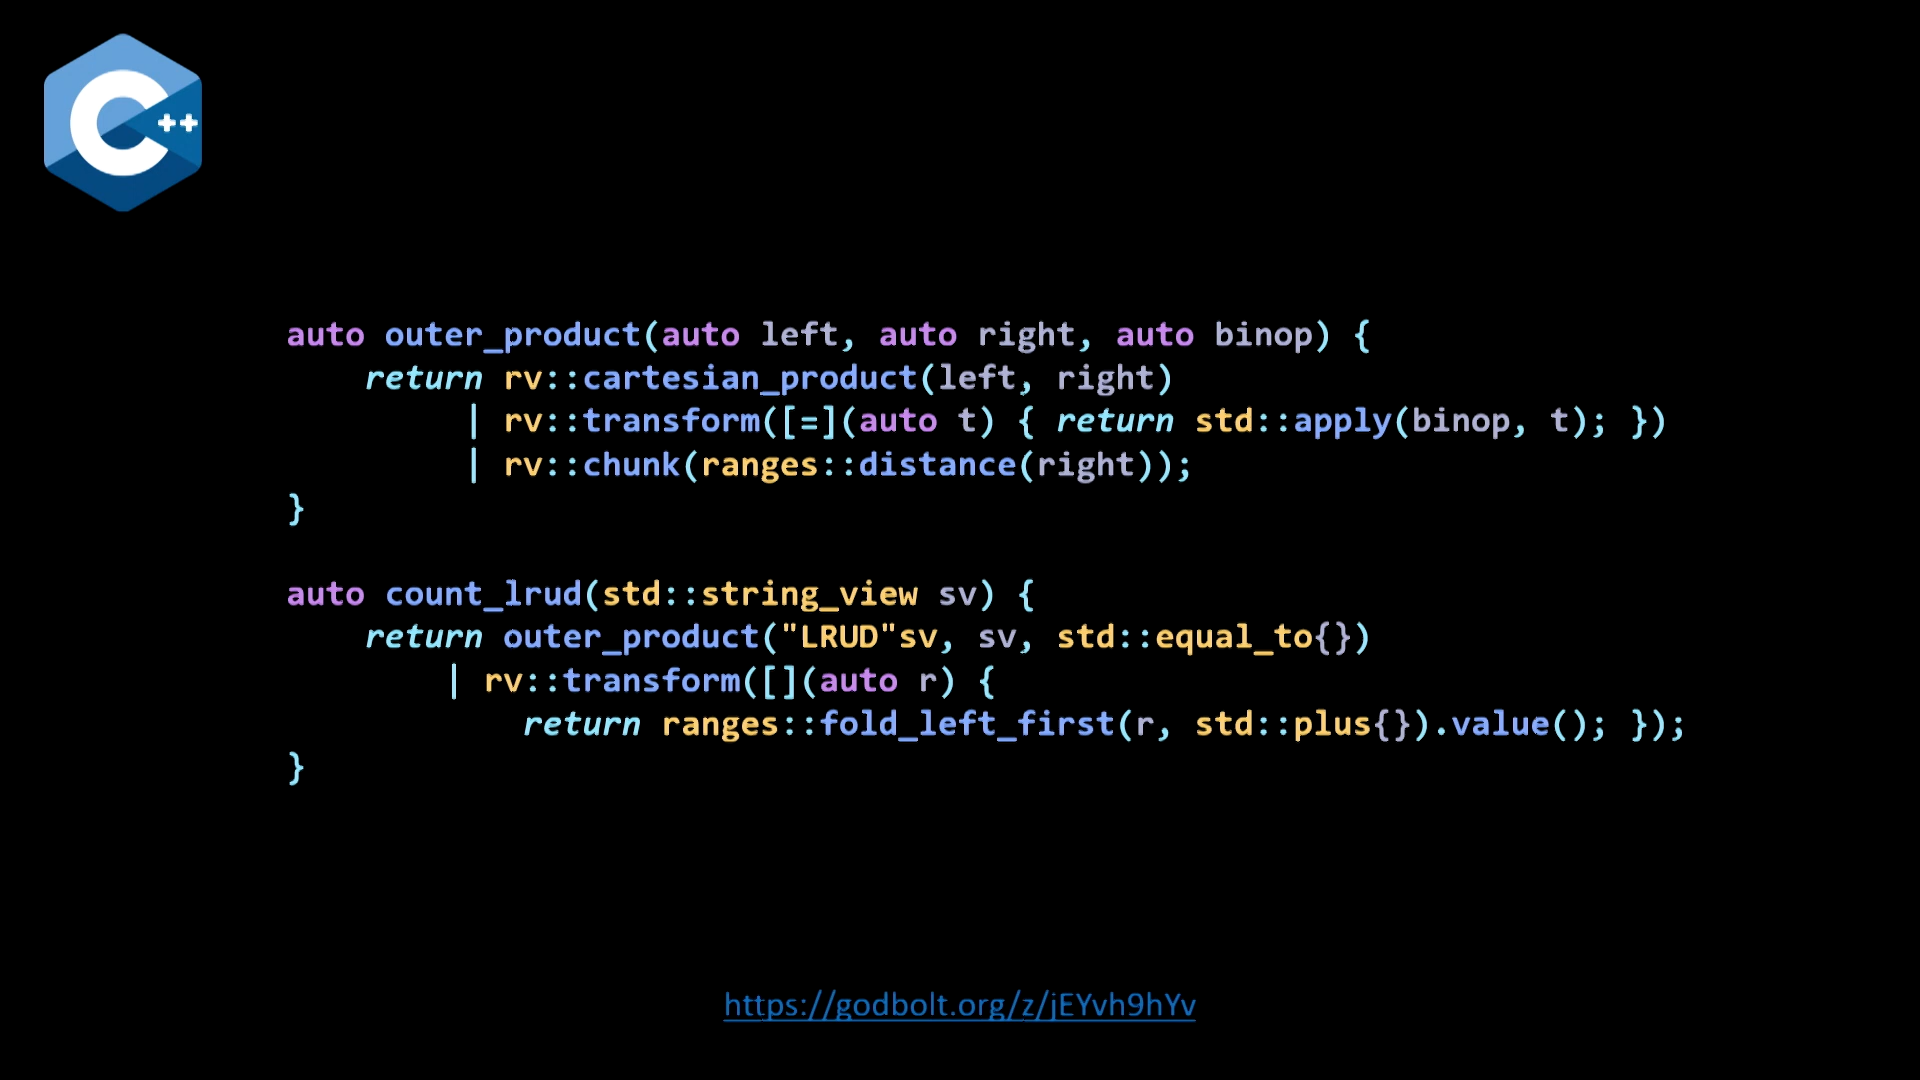 C++
auto outer_product(auto left, auto right, auto binop) {
    return rv::cartesian_product(left, right)
         | rv::transform([=](auto t) { return std::apply(binop, t); })
         | rv::chunk(ranges::distance(right));
}
auto count_lrud(std::string_view sv) {
    return outer_product("LRUD"sv, sv, std::equal_to{})
        | rv::transform([](auto r) {
            return ranges::fold_left_first(r, std::plus{}).value(); });
}
https://godbolt.org/z/jEYvh9hYv